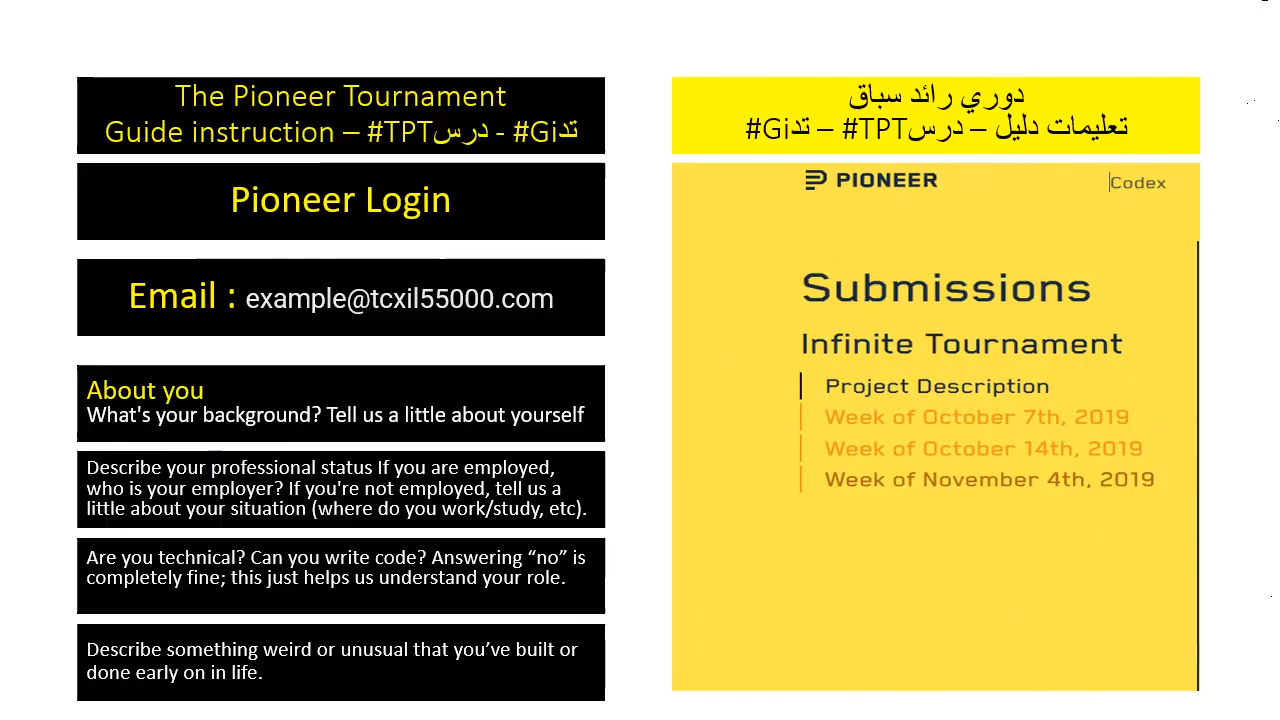 The Pioneer Tournament
Guide instruction – #TPTدرس - #Giتد
Pioneer Login
Email : example@tcxil55000.com
About you
What's your background? Tell us a little about yourself
Describe your professional status If you are employed,
who is your employer? If you're not employed, tell us a
little about your situation (where do you work/study, etc).
Are you technical? Can you write code? Answering “no” is
completely fine; this just helps us understand your role.
Describe something weird or unusual that you’ve built or
done early on in life.
دوري رائد سباق
تعليمات دليل – درس#TPT – تد#Gi
PIONEER
Codex
Submissions
Infinite Tournament
Project Description
Week of October 7th, 2019
Week of October 14th, 2019
Week of November 4th, 2019